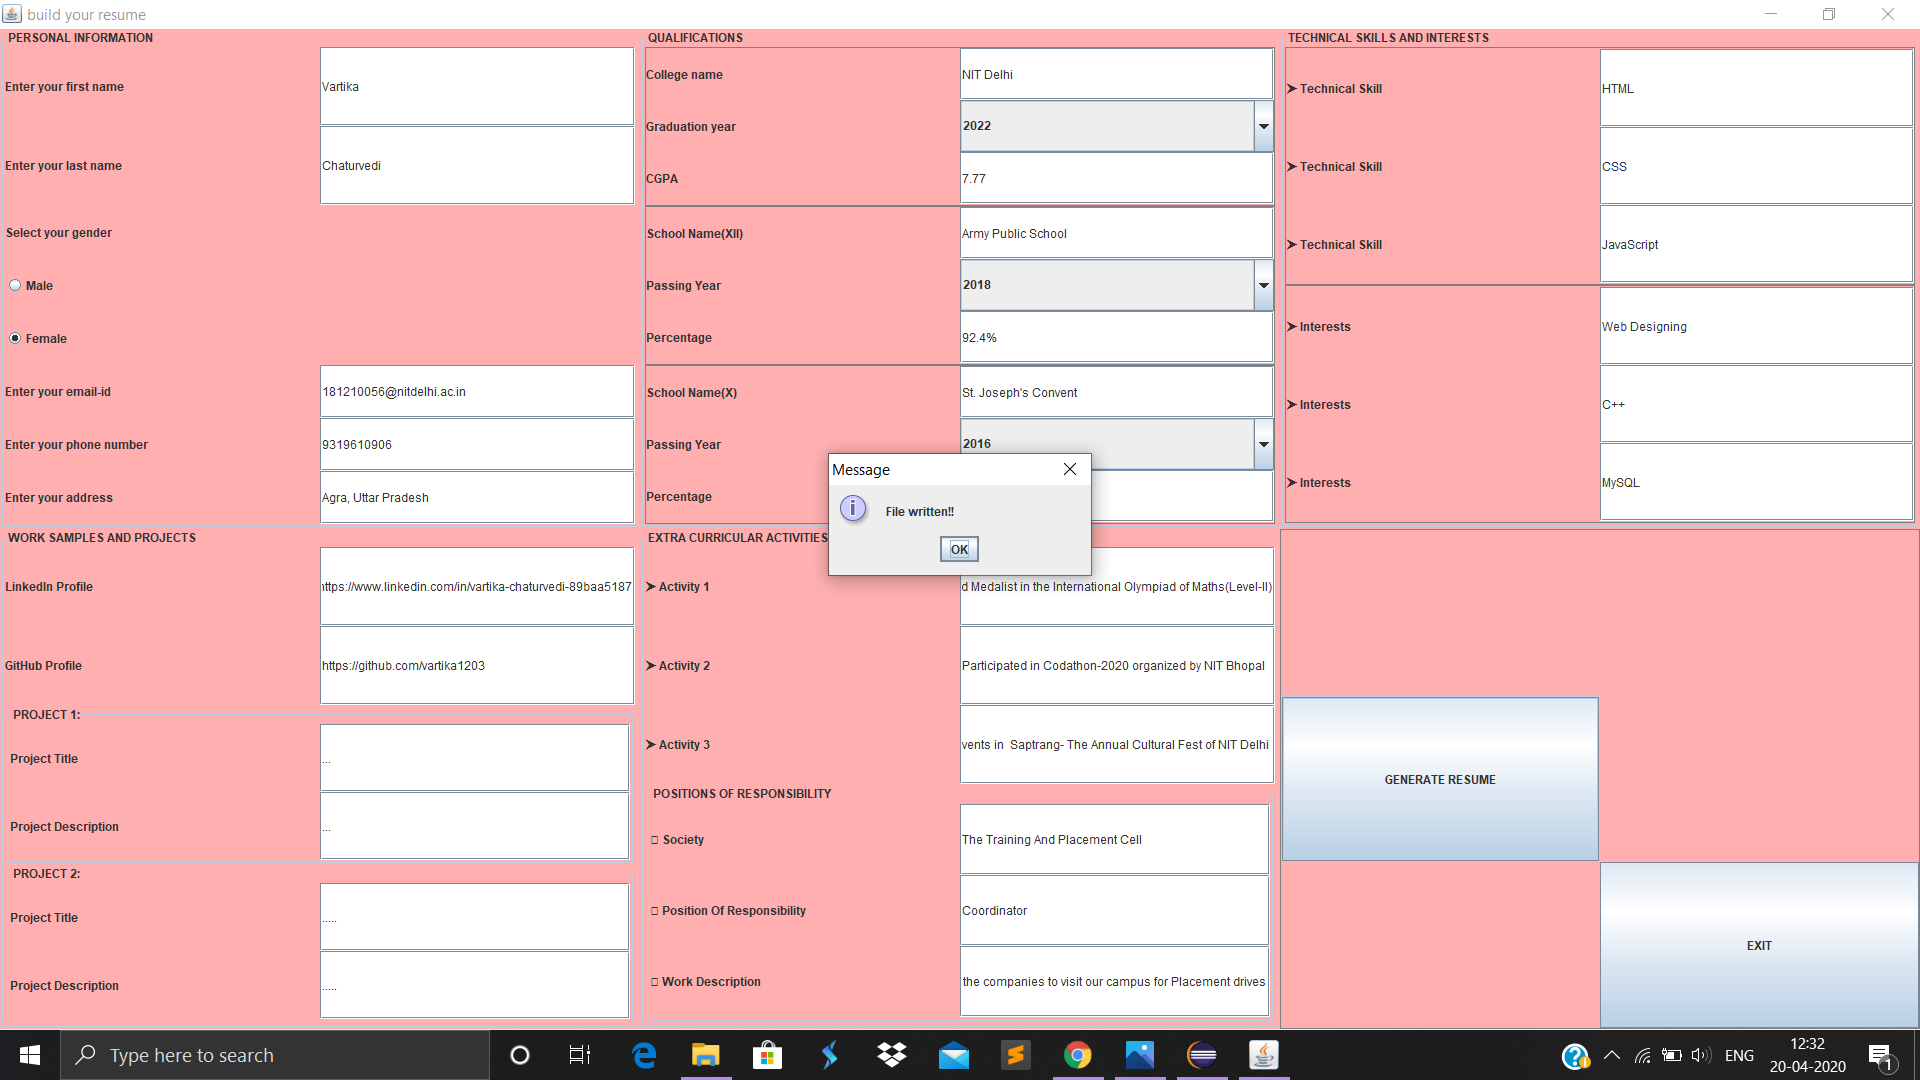 build your resume
PERSONAL INFORMATION
Enter your first name
Vartika
Enter your last name
Chaturvedi
Select your gender
Male
Female
Enter your email-id
181210056@nitdelhi.ac.in
Enter your phone number
9319610906
Enter your address
Agra, Uttar Pradesh
QUALIFICATIONS
College name
NIT Delhi
Graduation year
2022
CGPA
7.77
School Name(XII)
Army Public School
Passing Year
2018
Percentage
92.4%
School Name(X)
St. Joseph's Convent
Passing Year
2016
Percentage
TECHNICAL SKILLS AND INTERESTS
➤ Technical Skill
HTML
➤ Technical Skill
CSS
➤ Technical Skill
JavaScript
➤ Interests
Web Designing
➤ Interests
C++
➤ Interests
MySQL
Message
File written!!
OK
WORK SAMPLES AND PROJECTS
LinkedIn Profile
https://www.linkedin.com/in/vartika-chaturvedi-89baa5187
GitHub Profile
https://github.com/vartika1203
PROJECT 1:
Project Title
...
Project Description
...
PROJECT 2:
Project Title
.....
Project Description
.....
EXTRA CURRICULAR ACTIVITIES
➤ Activity 1
d Medalist in the International Olympiad of Maths(Level-II)
➤ Activity 2
Participated in Codathon-2020 organized by NIT Bhopal
➤ Activity 3
vents in  Saptrang- The Annual Cultural Fest of NIT Delhi
POSITIONS OF RESPONSIBILITY
Society
The Training And Placement Cell
Position Of Responsibility
Coordinator
Work Description
the companies to visit our campus for Placement drives
GENERATE RESUME
EXIT
Type here to search
ENG
12:32
20-04-2020
1